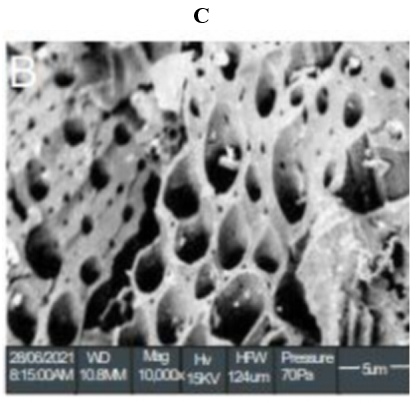 C
B
28/06/2021 WD Mag Hv HFW Pressure
8:15:00AM 10.8MM 10,000x 15KV 124um 70Pa 5um